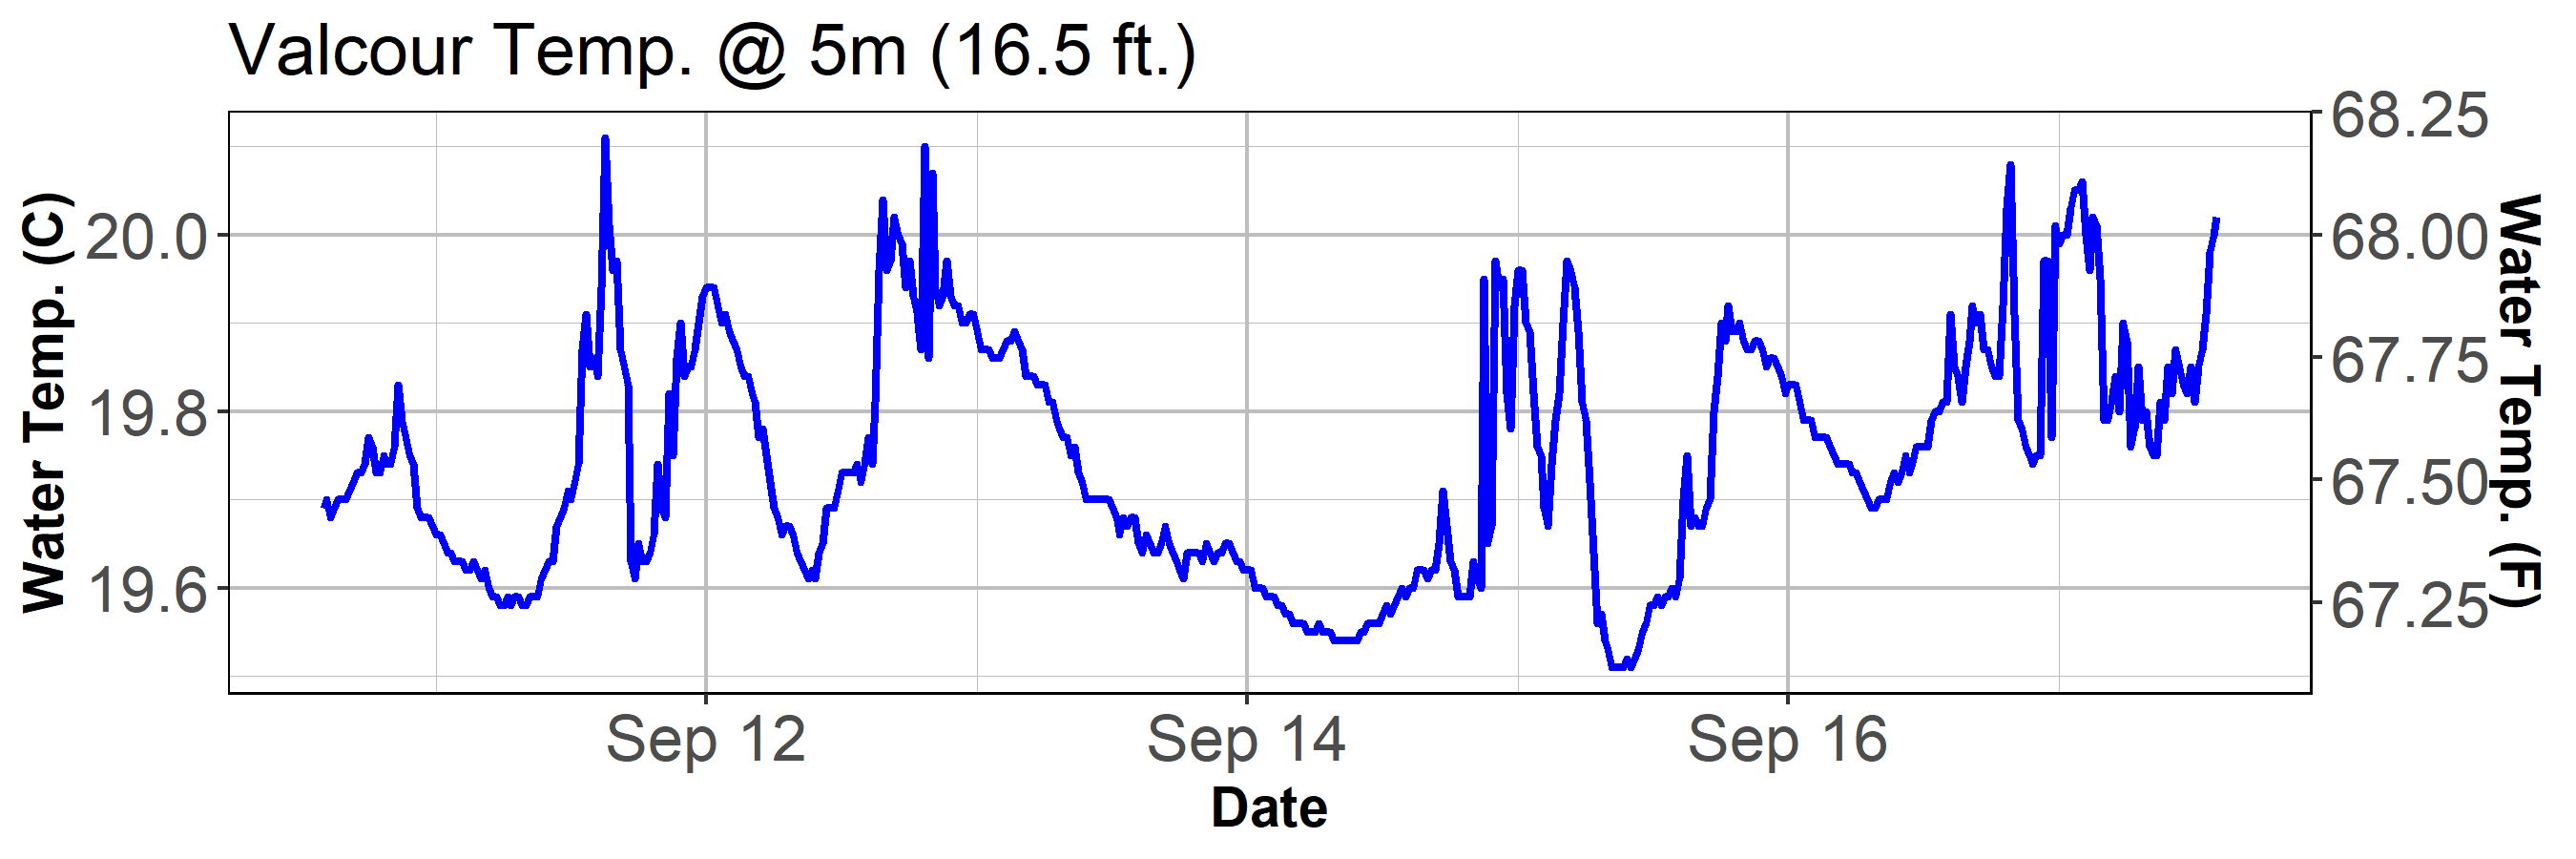 Valcour Temp. @ 5m (16.5 ft.)
Water Temp. (C)
20.0
19.8
19.6
68.25
68.00
67.75
67.50
67.25
Water Temp. (F)
Sep 12
Sep 14
Sep 16
Date